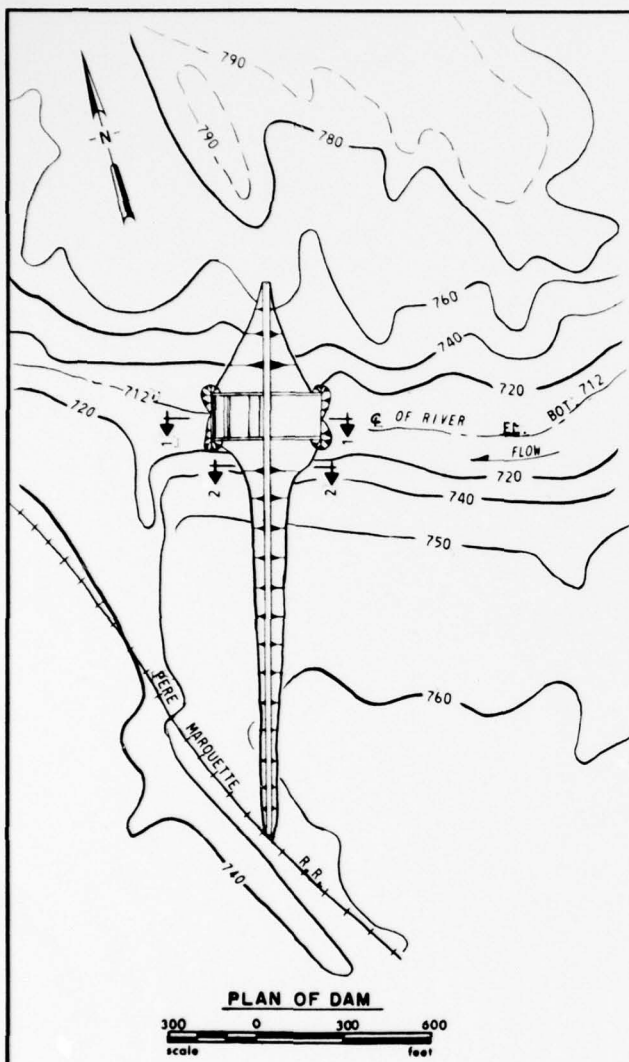 790
790
780
N
760
740
720
712
720
BOT. 712
℄ OF RIVER EL.
FLOW
1
1
2
2
720
740
750
760
PERE
MARQUETTE
R. R.
740
PLAN OF DAM
300 0 300 600
scale feet